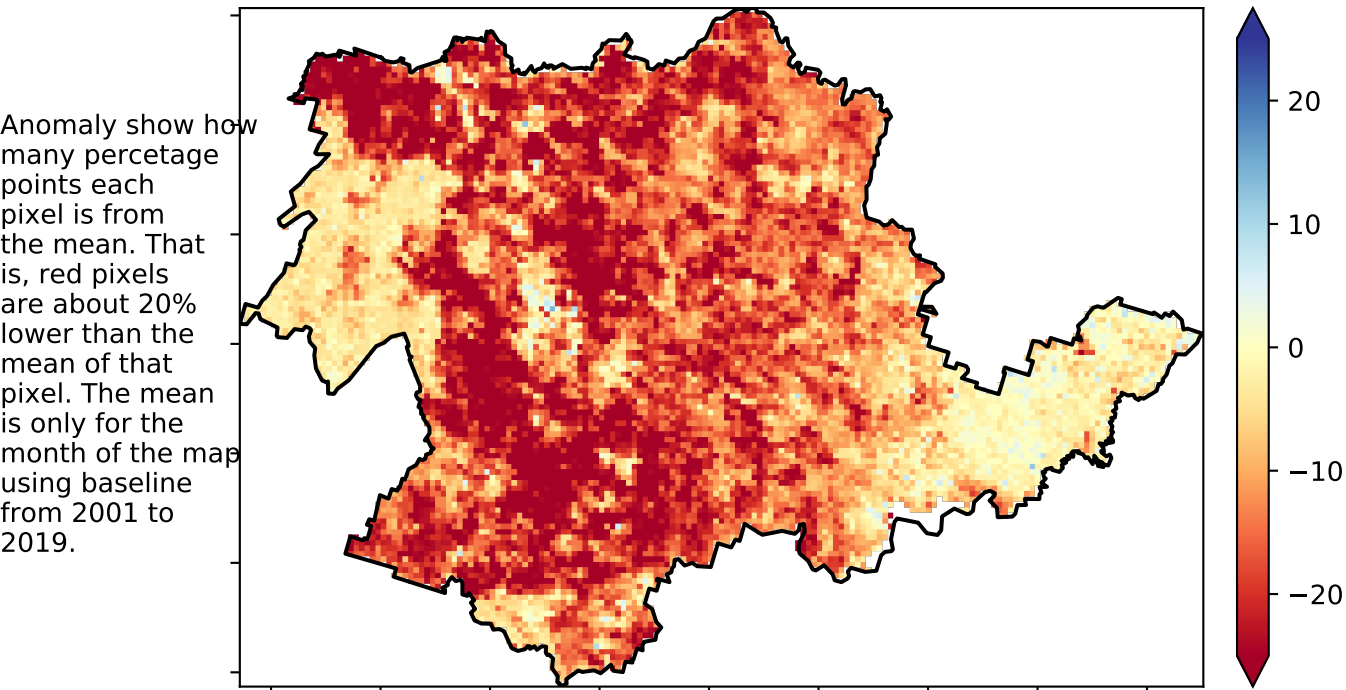 Anomaly show how
many percetage
points each
pixel is from
the mean. That
is, red pixels
are about 20%
lower than the
mean of that
pixel. The mean
is only for the
month of the map
using baseline
from 2001 to
2019.
20
10
0
−10
−20